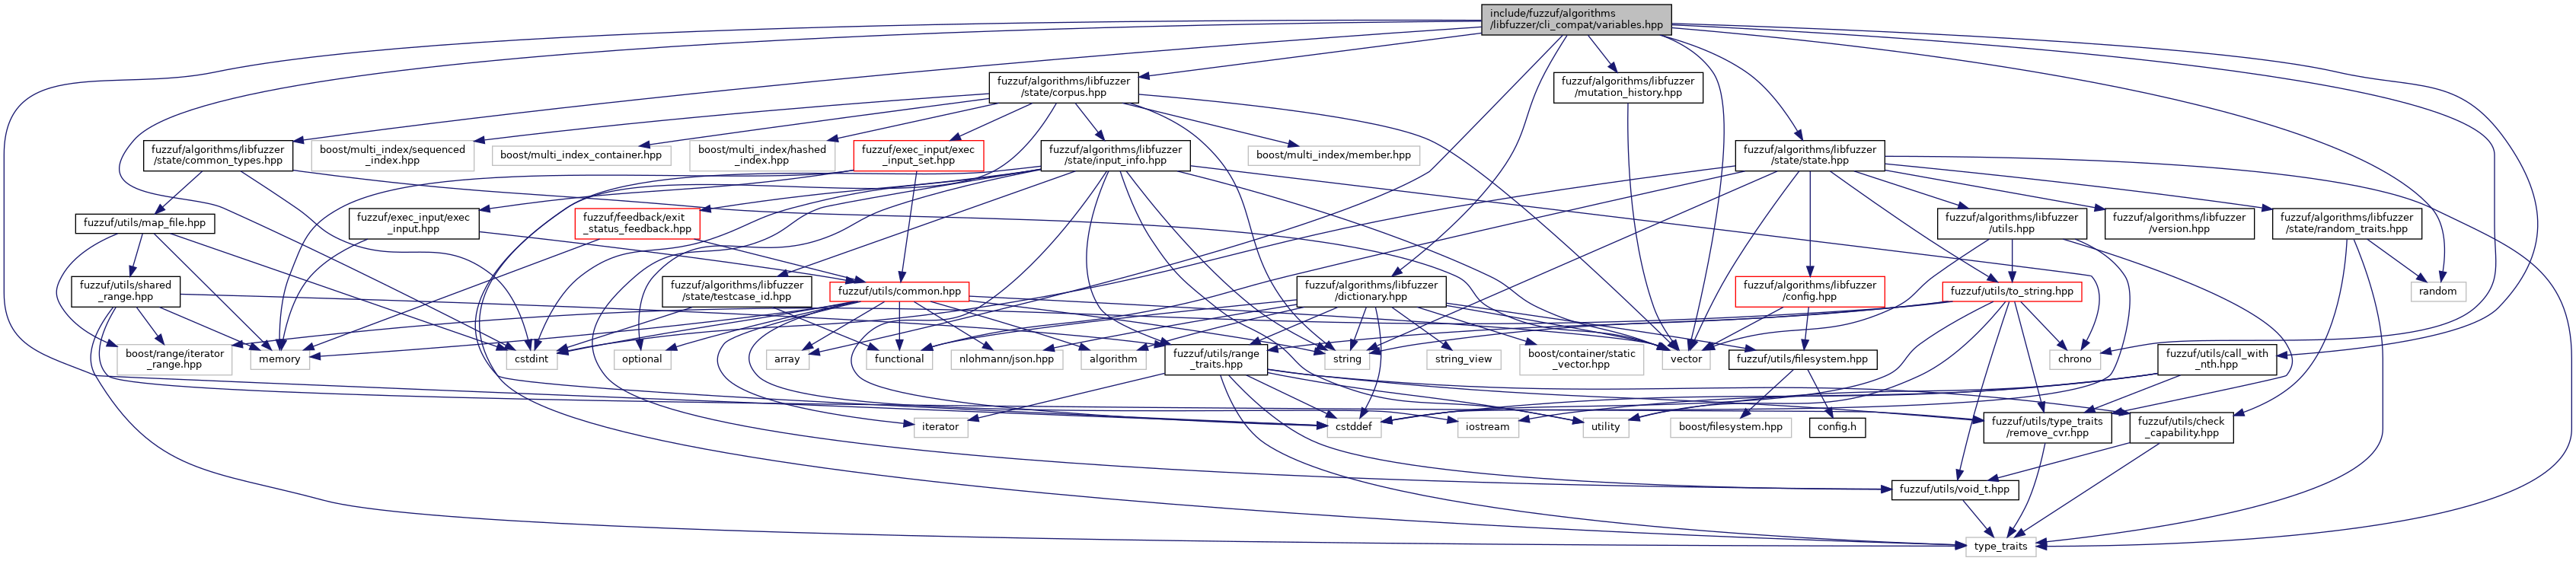 include/fuzzuf/algorithms
/libfuzzer/cli_compat/variables.hpp
fuzzuf/algorithms/libfuzzer
/state/corpus.hpp
fuzzuf/algorithms/libfuzzer
/mutation_history.hpp
fuzzuf/algorithms/libfuzzer
/state/common_types.hpp
boost/multi_index/sequenced
_index.hpp
boost/multi_index_container.hpp
boost/multi_index/hashed
_index.hpp
fuzzuf/exec_input/exec
_input_set.hpp
fuzzuf/algorithms/libfuzzer
/state/input_info.hpp
boost/multi_index/member.hpp
fuzzuf/algorithms/libfuzzer
/state/state.hpp
fuzzuf/utils/map_file.hpp
fuzzuf/exec_input/exec
_input.hpp
fuzzuf/feedback/exit
_status_feedback.hpp
fuzzuf/algorithms/libfuzzer
/utils.hpp
fuzzuf/algorithms/libfuzzer
/version.hpp
fuzzuf/algorithms/libfuzzer
/state/random_traits.hpp
fuzzuf/utils/shared
_range.hpp
fuzzuf/algorithms/libfuzzer
/state/testcase_id.hpp
fuzzuf/utils/common.hpp
fuzzuf/algorithms/libfuzzer
/dictionary.hpp
fuzzuf/algorithms/libfuzzer
/config.hpp
fuzzuf/utils/to_string.hpp
random
boost/range/iterator
_range.hpp
memory
cstdint
optional
array
functional
nlohmann/json.hpp
algorithm
fuzzuf/utils/range
_traits.hpp
string
string_view
boost/container/static
_vector.hpp
vector
fuzzuf/utils/filesystem.hpp
chrono
fuzzuf/utils/call_with
_nth.hpp
iterator
cstddef
iostream
utility
boost/filesystem.hpp
config.h
fuzzuf/utils/type_traits
/remove_cvr.hpp
fuzzuf/utils/check
_capability.hpp
fuzzuf/utils/void_t.hpp
type_traits